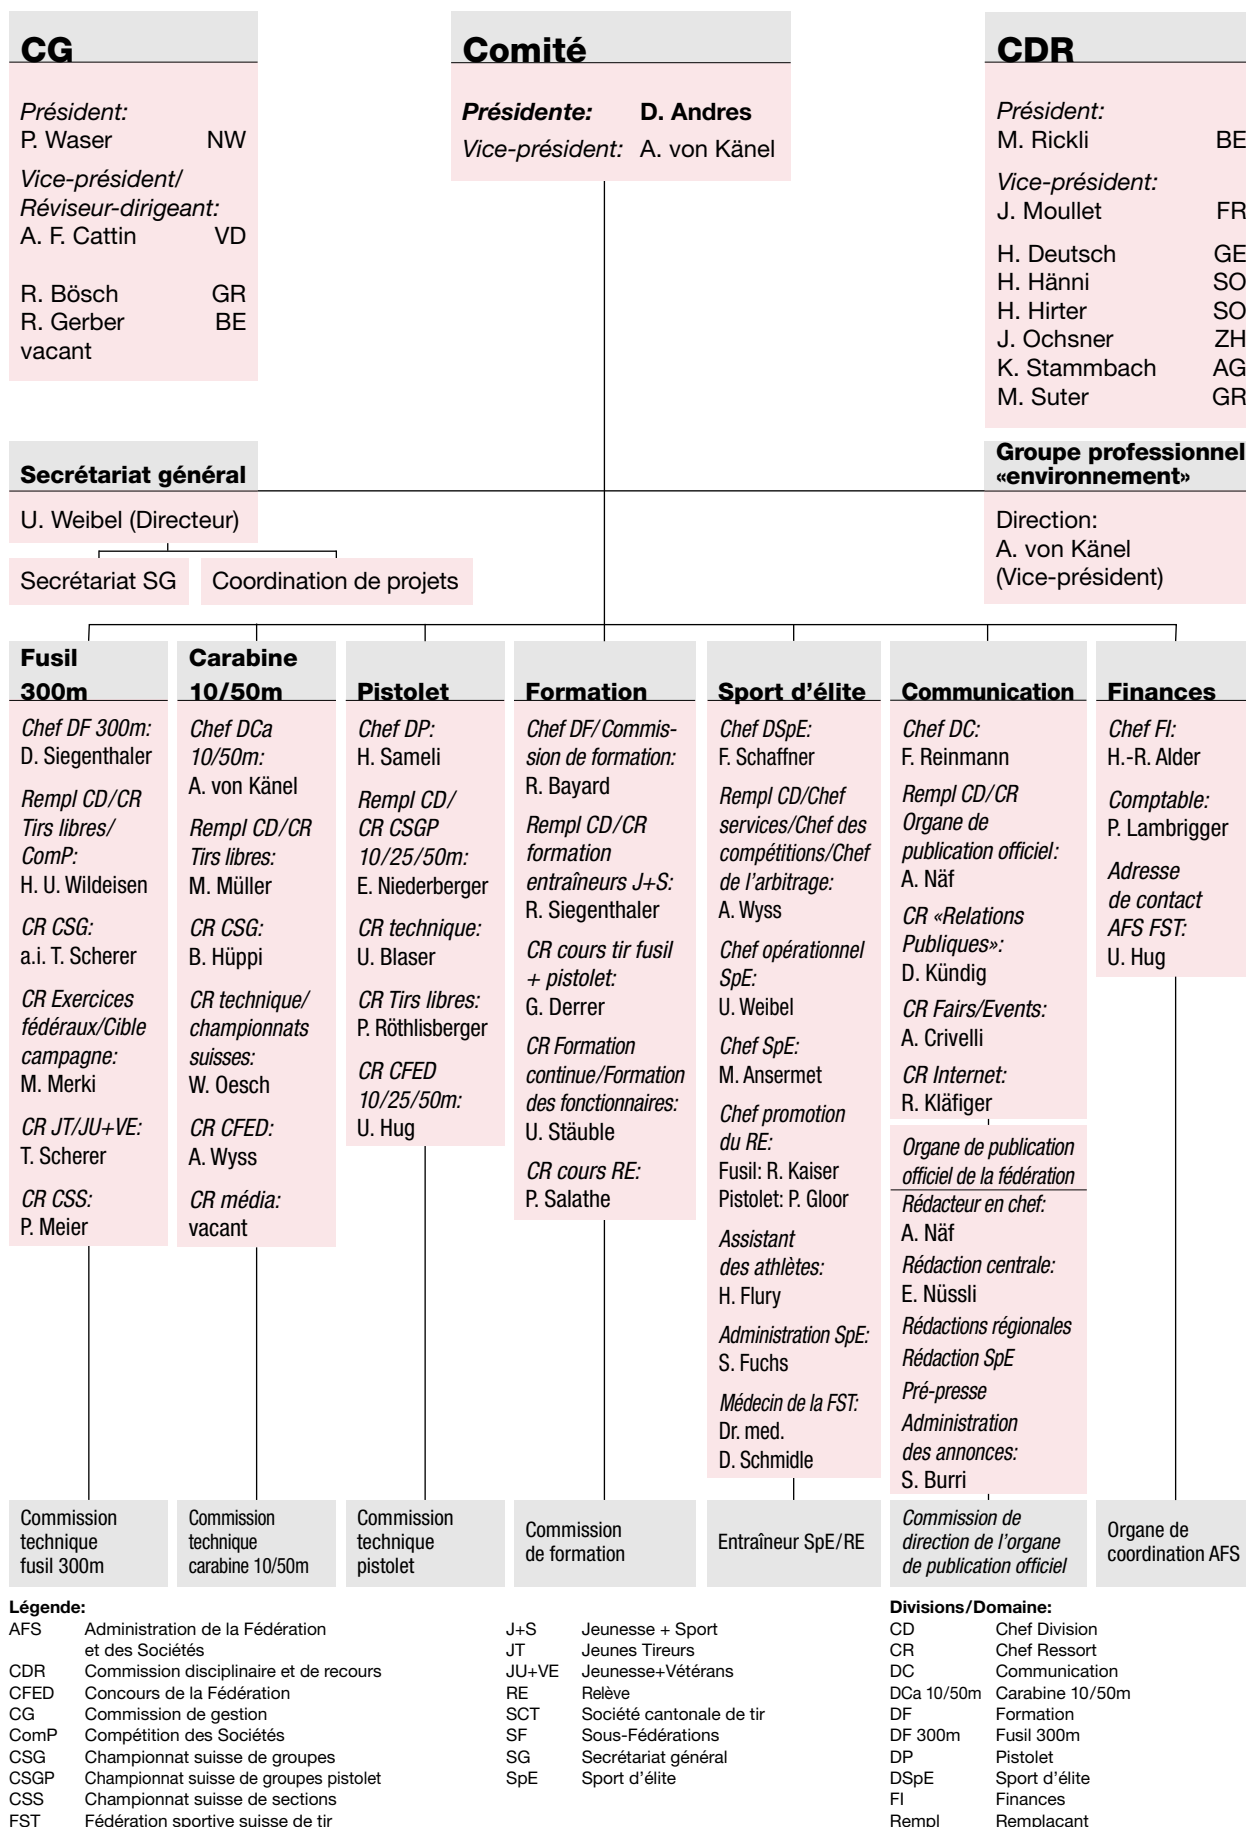 CG
Président:
P. Waser NW
Vice-président/
Réviseur-dirigeant:
A. F. Cattin VD
R. Bösch GR
R. Gerber BE
vacant
Comité
Présidente: D. Andres
Vice-président: A. von Känel
CDR
Président:
M. Rickli BE
Vice-président:
J. Moullet FR
H. Deutsch GE
H. Hänni SO
H. Hirter SO
J. Ochsner ZH
K. Stammbach AG
M. Suter GR
Secrétariat général
U. Weibel (Directeur)
Secrétariat SG
Coordination de projets
Groupe professionnel
«environnement»
Direction:
A. von Känel
(Vice-président)
Fusil
300m
Chef DF 300m:
D. Siegenthaler
Rempl CD/CR
Tirs libres/
ComP:
H. U. Wildeisen
CR CSG:
a.i. T. Scherer
CR Exercices
fédéraux/Cible
campagne:
M. Merki
CR JT/JU+VE:
T. Scherer
CR CSS:
P. Meier
Commission
technique
fusil 300m
Carabine
10/50m
Chef DCa
10/50m:
A. von Känel
Rempl CD/CR
Tirs libres:
M. Müller
CR CSG:
B. Hüppi
CR technique/
championnats
suisses:
W. Oesch
CR CFED:
A. Wyss
CR média:
vacant
Commission
technique
carabine 10/50m
Pistolet
Chef DP:
H. Sameli
Rempl CD/
CR CSGP
10/25/50m:
E. Niederberger
CR technique:
U. Blaser
CR Tirs libres:
P. Röthlisberger
CR CFED
10/25/50m:
U. Hug
Commission
technique
pistolet
Formation
Chef DF/Commis-
sion de formation:
R. Bayard
Rempl CD/CR
formation
entraîneurs J+S:
R. Siegenthaler
CR cours tir fusil
+ pistolet:
G. Derrer
CR Formation
continue/Formation
des fonctionnaires:
U. Stäuble
CR cours RE:
P. Salathe
Commission
de formation
Sport d'élite
Chef DSpE:
F. Schaffner
Rempl CD/Chef
services/Chef des
compétitions/Chef
de l'arbitrage:
A. Wyss
Chef opérationnel
SpE:
U. Weibel
Chef SpE:
M. Ansermet
Chef promotion
du RE:
Fusil: R. Kaiser
Pistolet: P. Gloor
Assistant
des athlètes:
H. Flury
Administration SpE:
S. Fuchs
Médecin de la FST:
Dr. med.
D. Schmidle
Entraîneur SpE/RE
Communication
Chef DC:
F. Reinmann
Rempl CD/CR
Organe de
publication officiel:
A. Näf
CR «Relations
Publiques»:
D. Kündig
CR Fairs/Events:
A. Crivelli
CR Internet:
R. Kläfiger
Organe de publication
officiel de la fédération
Rédacteur en chef:
A. Näf
Rédaction centrale:
E. Nüssli
Rédactions régionales
Rédaction SpE
Pré-presse
Administration
des annonces:
S. Burri
Commission de
direction de l'organe
de publication officiel
Finances
Chef FI:
H.-R. Alder
Comptable:
P. Lambrigger
Adresse
de contact
AFS FST:
U. Hug
Organe de
coordination AFS
Légende:
AFS Administration de la Fédération
et des Sociétés
CDR Commission disciplinaire et de recours
CFED Concours de la Fédération
CG Commission de gestion
ComP Compétition des Sociétés
CSG Championnat suisse de groupes
CSGP Championnat suisse de groupes pistolet
CSS Championnat suisse de sections
FST Fédération sportive suisse de tir
J+S Jeunesse + Sport
JT Jeunes Tireurs
JU+VE Jeunesse+Vétérans
RE Relève
SCT Société cantonale de tir
SF Sous-Fédérations
SG Secrétariat général
SpE Sport d'élite
Divisions/Domaine:
CD Chef Division
CR Chef Ressort
DC Communication
DCa 10/50m Carabine 10/50m
DF Formation
DF 300m Fusil 300m
DP Pistolet
DSpE Sport d'élite
FI Finances
Rempl Remplaçant